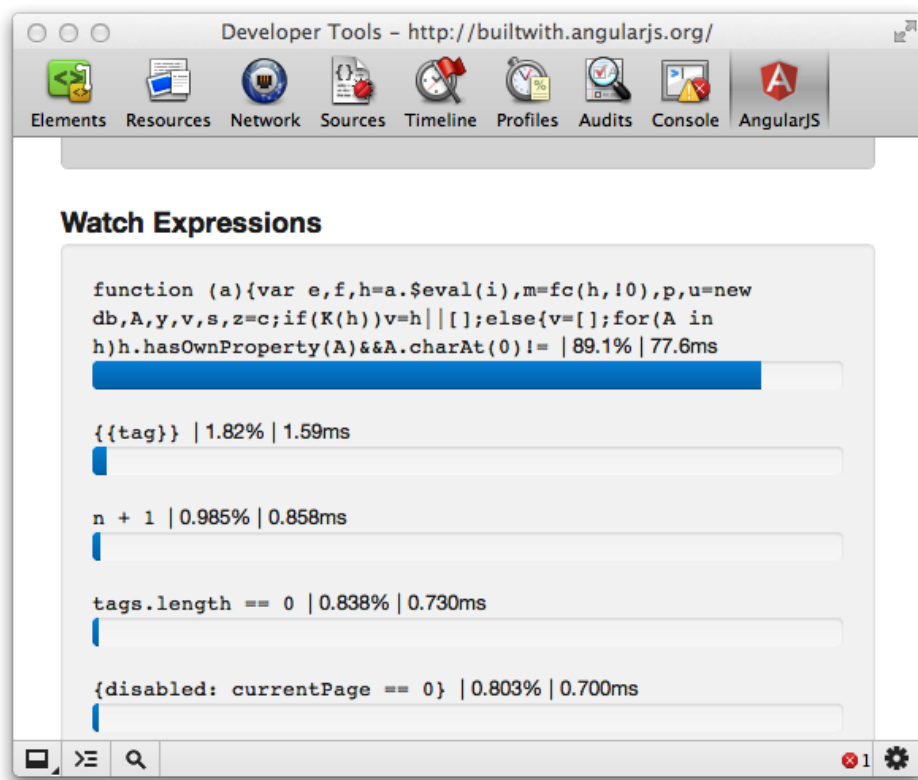 Developer Tools – http://builtwith.angularjs.org/
Elements Resources Network Sources Timeline Profiles Audits Console AngularJS
Watch Expressions
function (a){var e,f,h=a.$eval(i),m=fc(h,!0),p,u=new
db,A,y,v,s,z=c;if(K(h))v=h||[];else{v=[];for(A in
h)h.hasOwnProperty(A)&&A.charAt(0)!= | 89.1% | 77.6ms
{{tag}} | 1.82% | 1.59ms
n + 1 | 0.985% | 0.858ms
tags.length == 0 | 0.838% | 0.730ms
{disabled: currentPage == 0} | 0.803% | 0.700ms
1